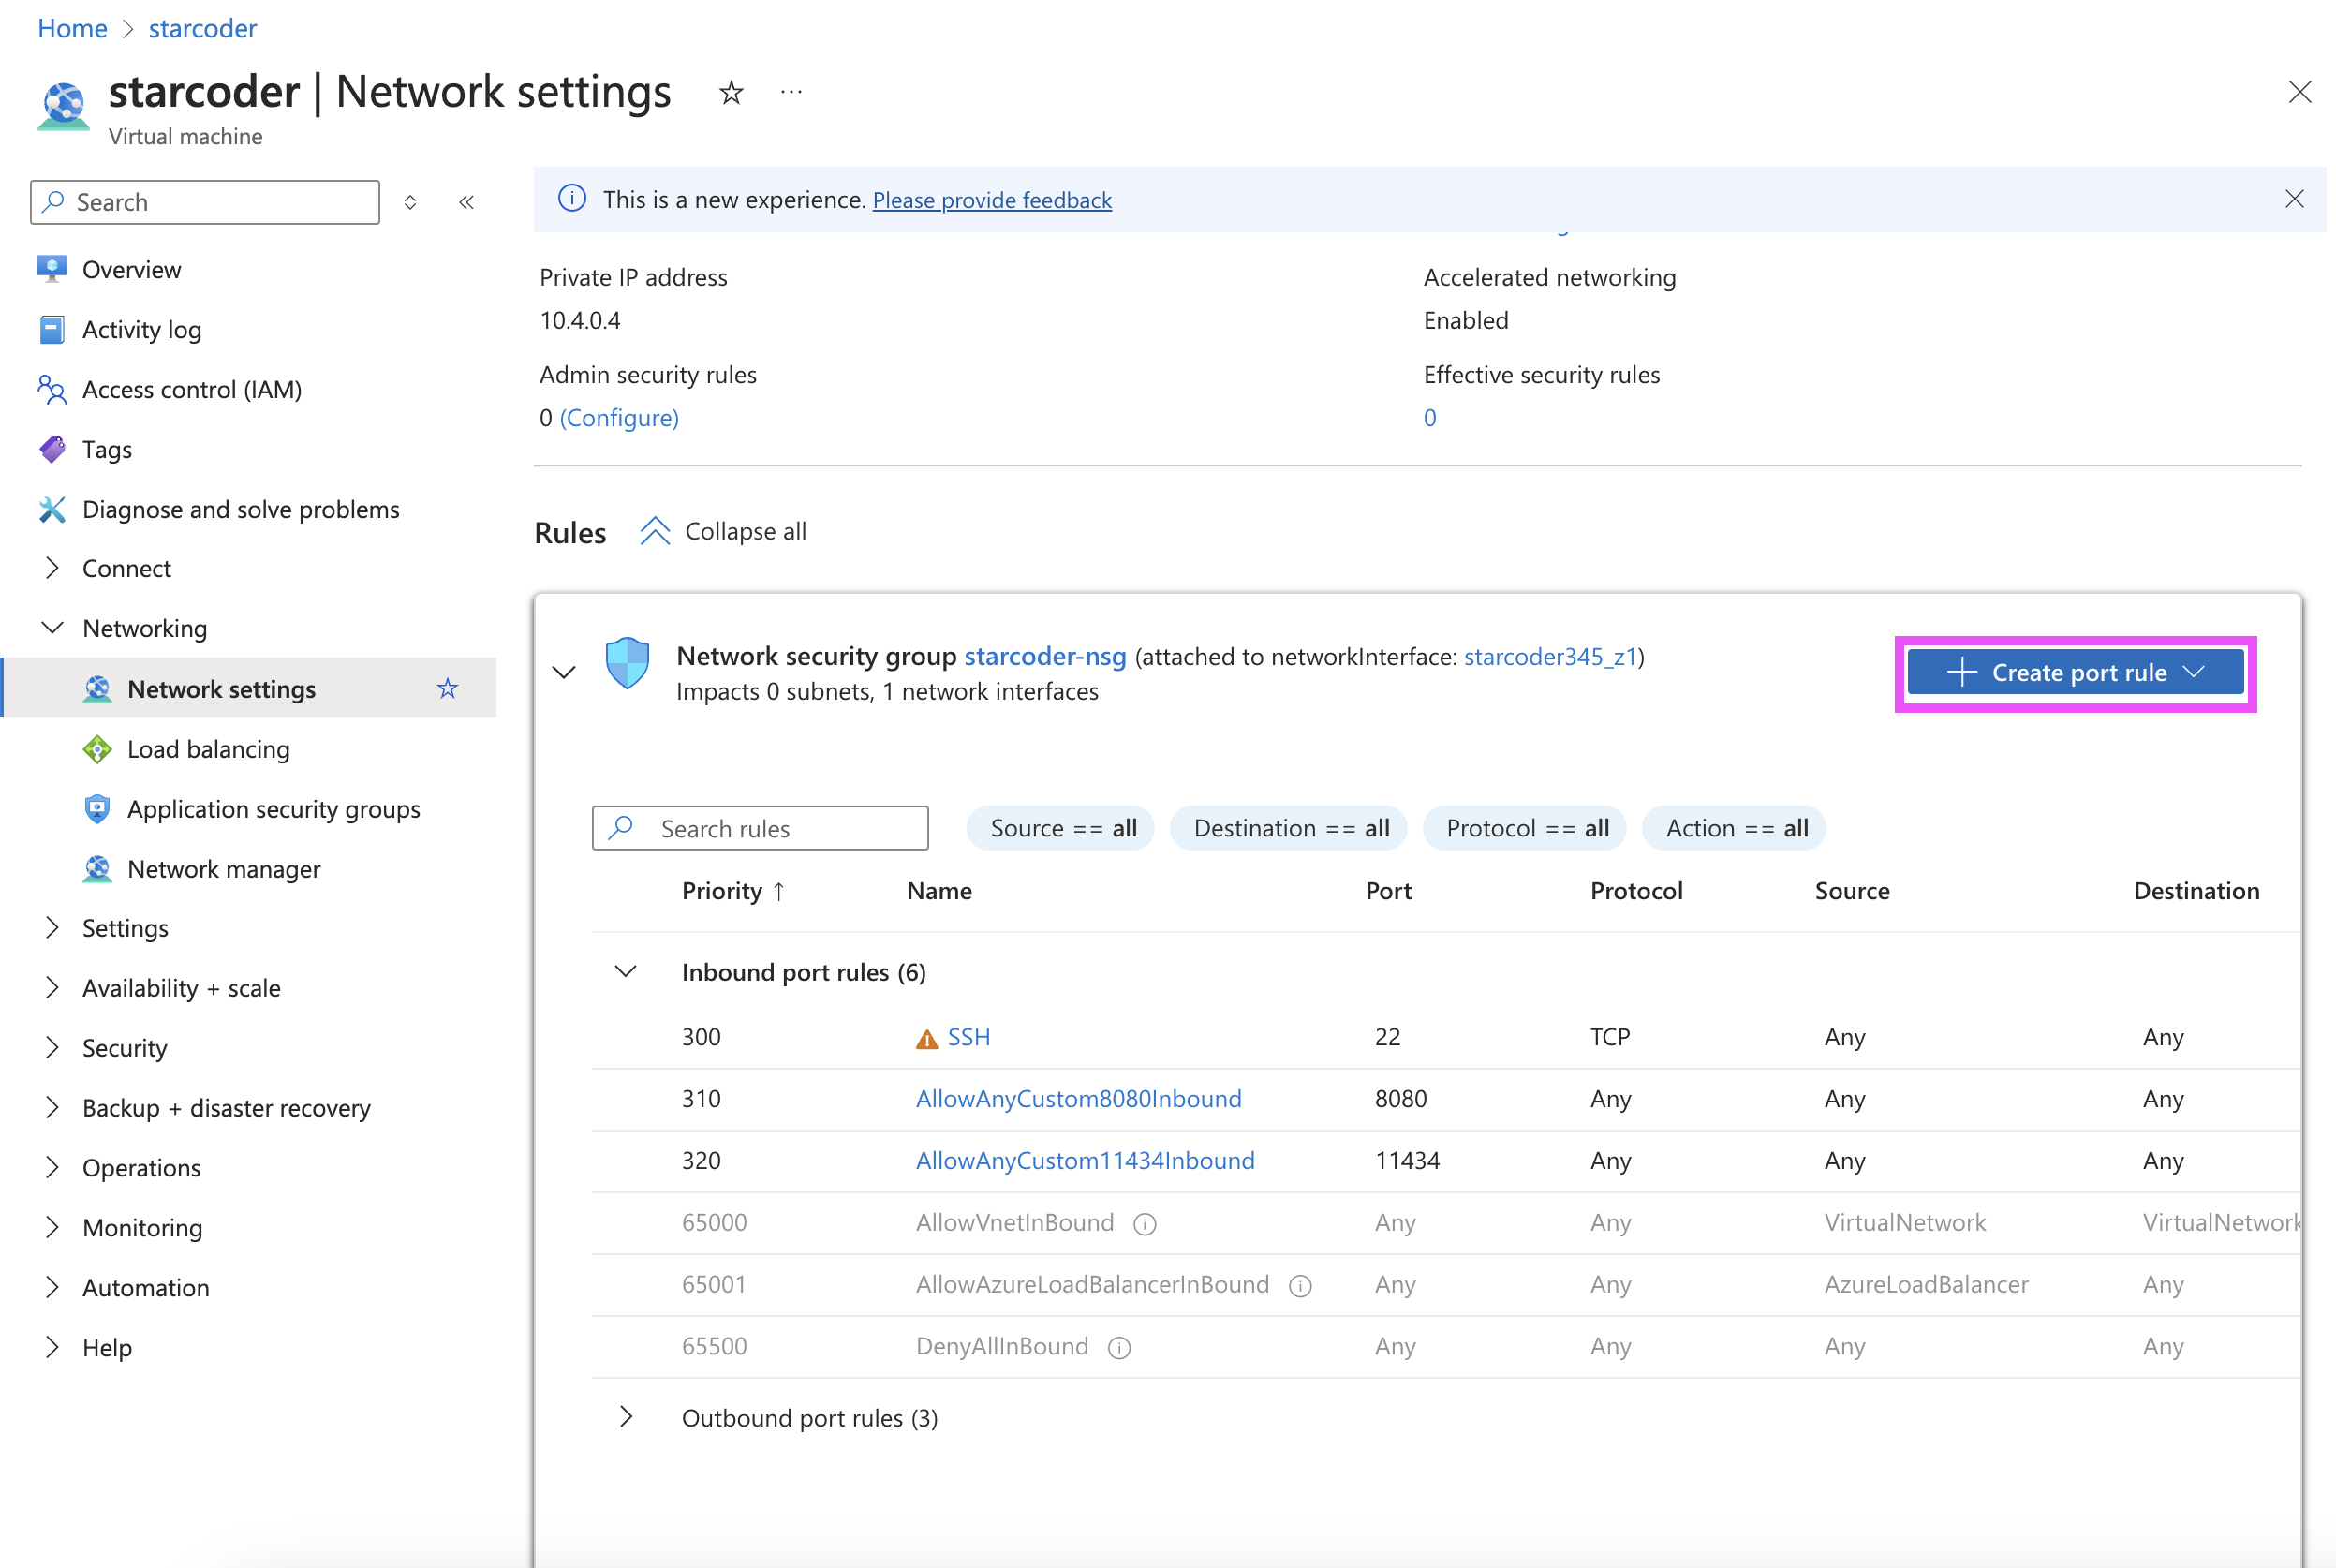 Home > starcoder
starcoder | Network settings
Virtual machine
Search
Overview
Activity log
Access control (IAM)
Tags
Diagnose and solve problems
Connect
Networking
Network settings
Load balancing
Application security groups
Network manager
Settings
Availability + scale
Security
Backup + disaster recovery
Operations
Monitoring
Automation
Help
This is a new experience. Please provide feedback
Private IP address
10.4.0.4
Accelerated networking
Enabled
Admin security rules
0 (Configure)
Effective security rules
0
Rules Collapse all
Network security group starcoder-nsg (attached to networkInterface: starcoder345_z1)
Impacts 0 subnets, 1 network interfaces
Create port rule
Search rules Source == all Destination == all Protocol == all Action == all
Priority ↑ Name Port Protocol Source Destination
Inbound port rules (6)
300 SSH 22 TCP Any Any
310 AllowAnyCustom8080Inbound 8080 Any Any Any
320 AllowAnyCustom11434Inbound 11434 Any Any Any
65000 AllowVnetInBound Any Any VirtualNetwork VirtualNetwork
65001 AllowAzureLoadBalancerInBound Any Any AzureLoadBalancer Any
65500 DenyAllInBound Any Any Any Any
Outbound port rules (3)